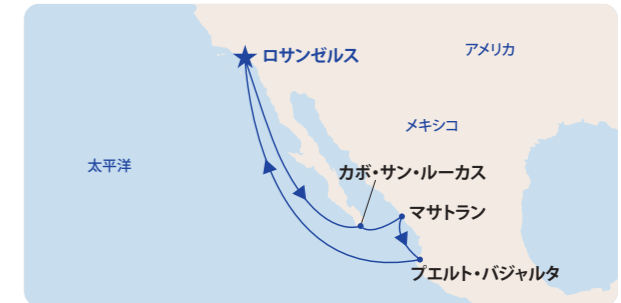 ロサンゼルス
アメリカ
メキシコ
太平洋
カボ・サン・ルーカス
マサトラン
プエルト・バジャルタ